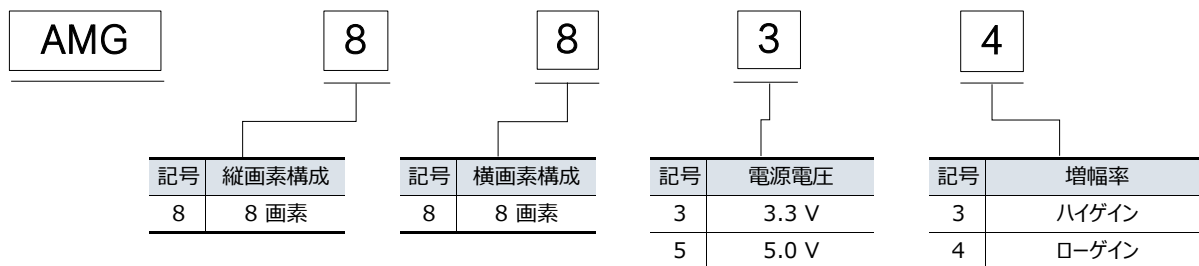 AMG 8 8 3 4
記号 縦画素構成 記号 横画素構成 記号 電源電圧 記号 増幅率
8 8 画素 8 8 画素 3 3.3 V 3 ハイゲイン
5 5.0 V 4 ローゲイン